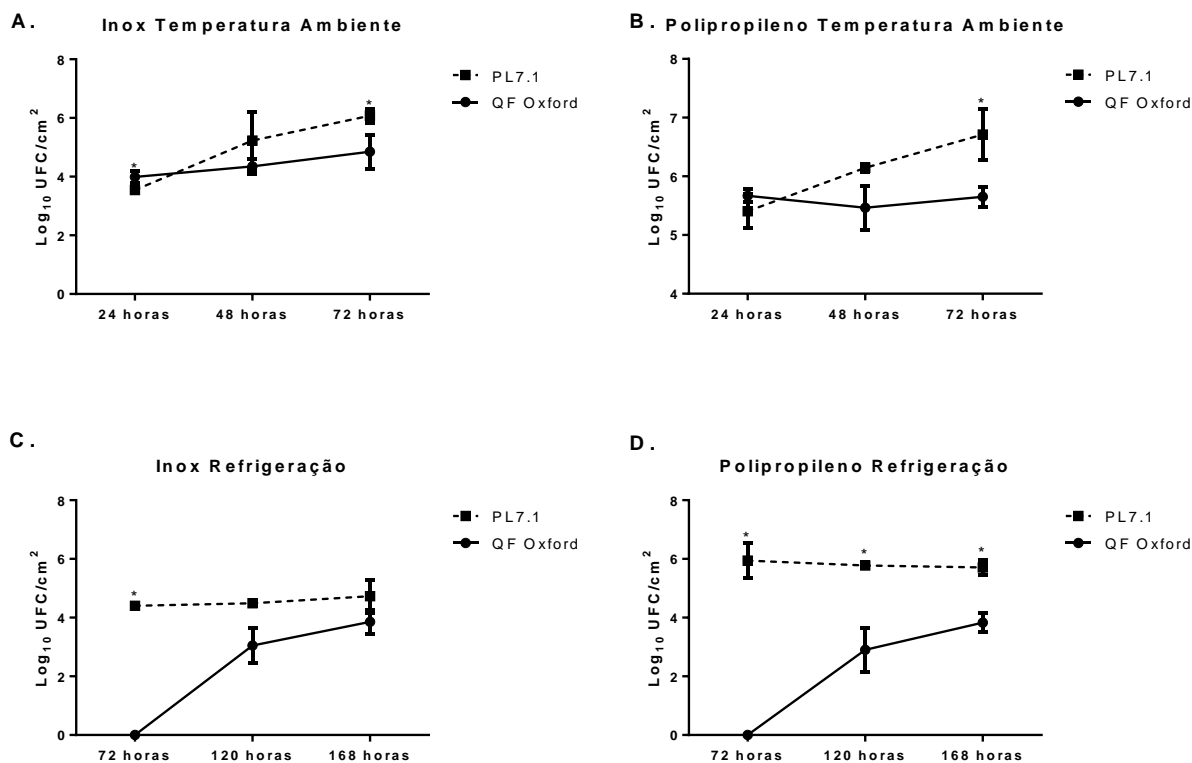 A.
Inox Temperatura Ambiente
Log10 UFC/cm2
8
6
4
2
0
24 horas 48 horas 72 horas
*
*
PL7.1
QF Oxford
B.
Polipropileno Temperatura Ambiente
Log10 UFC/cm2
8
7
6
5
4
24 horas 48 horas 72 horas
*
PL7.1
QF Oxford
C.
Inox Refrigeração
Log10 UFC/cm2
8
6
4
2
0
72 horas 120 horas 168 horas
*
PL7.1
QF Oxford
D.
Polipropileno Refrigeração
Log10 UFC/cm2
8
6
4
2
0
72 horas 120 horas 168 horas
*
*
*
PL7.1
QF Oxford